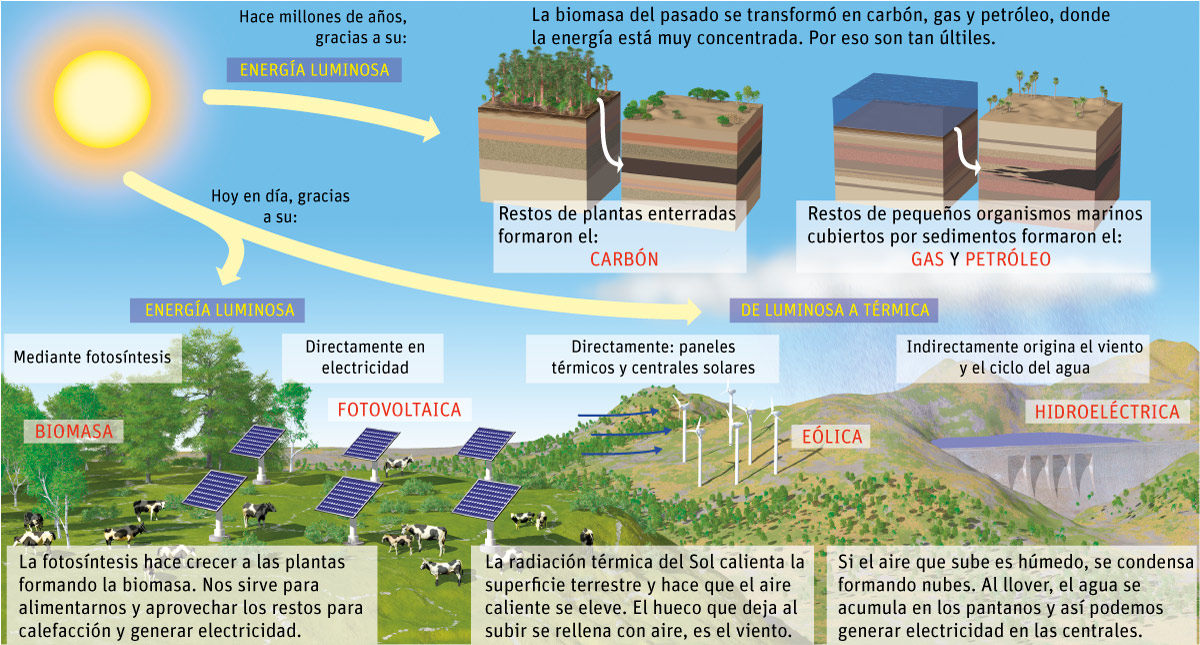 Hace millones de años,
gracias a su:
ENERGÍA LUMINOSA
La biomasa del pasado se transformó en carbón, gas y petróleo, donde
la energía está muy concentrada. Por eso son tan últiles.
Restos de plantas enterradas
formaron el:
CARBÓN
Restos de pequeños organismos marinos
cubiertos por sedimentos formaron el:
GAS Y PETRÓLEO
Hoy en día, gracias
a su:
ENERGÍA LUMINOSA
DE LUMINOSA A TÉRMICA
Mediante fotosíntesis
Directamente en
electricidad
Directamente: paneles
térmicos y centrales solares
Indirectamente origina el viento
y el ciclo del agua
BIOMASA
FOTOVOLTAICA
EÓLICA
HIDROELÉCTRICA
La fotosíntesis hace crecer a las plantas
formando la biomasa. Nos sirve para
alimentarnos y aprovechar los restos para
calefacción y generar electricidad.
La radiación térmica del Sol calienta la
superficie terrestre y hace que el aire
caliente se eleve. El hueco que deja al
subir se rellena con aire, es el viento.
Si el aire que sube es húmedo, se condensa
formando nubes. Al llover, el agua se
acumula en los pantanos y así podemos
generar electricidad en las centrales.